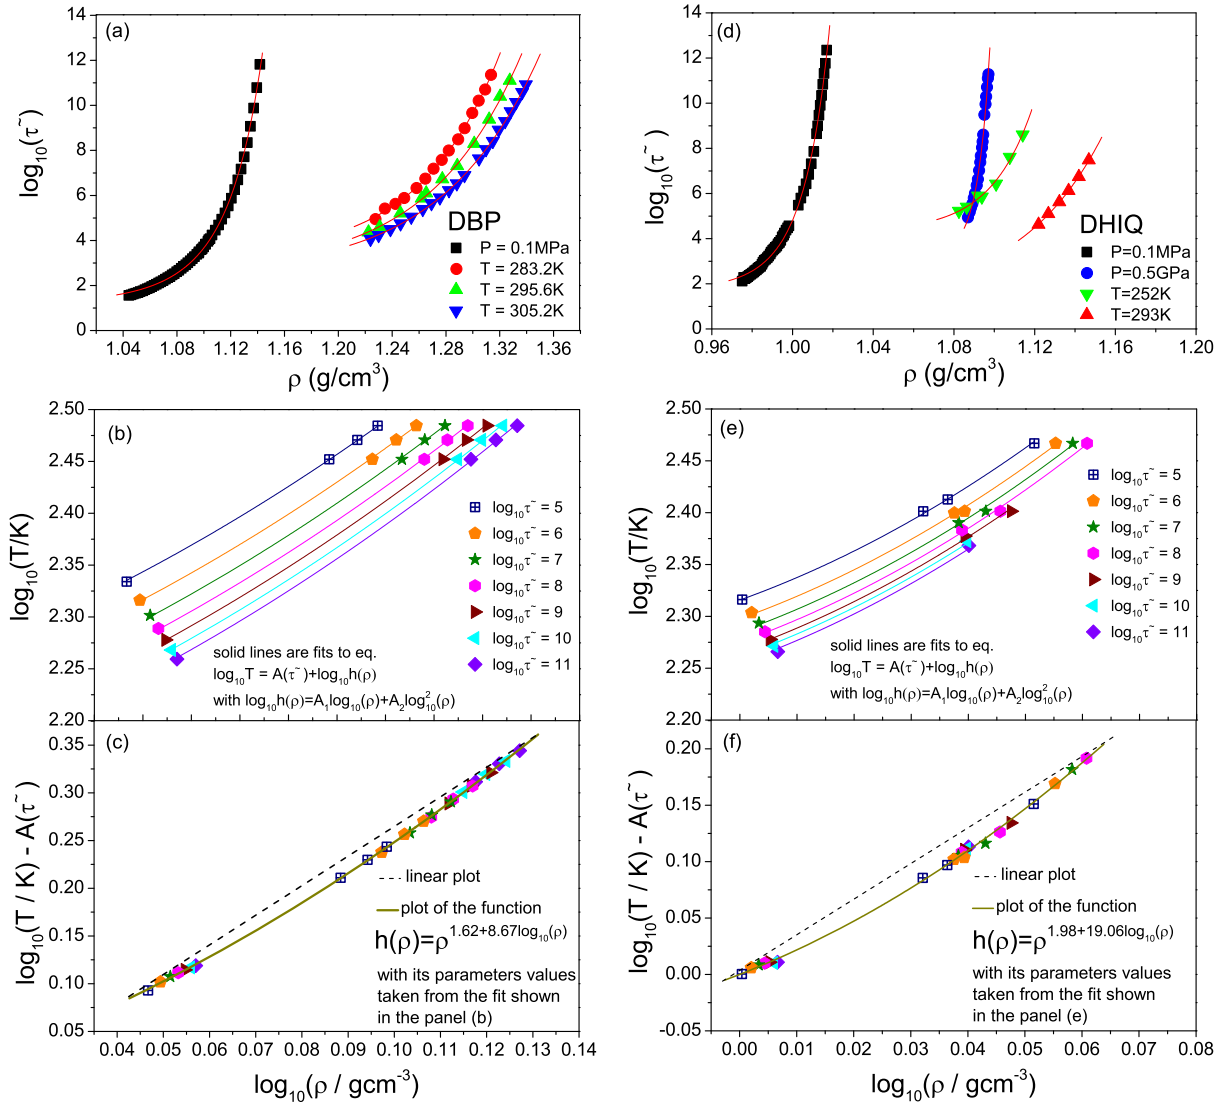 (a)
14
12
10
8
6
4
2
0
log₁₀(τ˜)
DBP
P = 0.1MPa
T = 283.2K
T = 295.6K
T = 305.2K
1.04 1.08 1.12 1.16 1.20 1.24 1.28 1.32 1.36
ρ (g/cm³)
(d)
14
12
10
8
6
4
2
0
log₁₀(τ˜)
DHIQ
P=0.1MPa
P=0.5GPa
T=252K
T=293K
0.96 1.00 1.04 1.08 1.12 1.16 1.20
ρ (g/cm³)
(b)
2.50
2.45
2.40
2.35
2.30
2.25
2.20
log₁₀(T/K)
log₁₀τ˜ = 5
log₁₀τ˜ = 6
log₁₀τ˜ = 7
log₁₀τ˜ = 8
log₁₀τ˜ = 9
log₁₀τ˜ = 10
log₁₀τ˜ = 11
solid lines are fits to eq.
log₁₀T = A(τ˜)+log₁₀h(ρ)
with log₁₀h(ρ)=A₁log₁₀(ρ)+A₂log²₁₀(ρ)
(e)
2.50
2.45
2.40
2.35
2.30
2.25
2.20
log₁₀(T/K)
log₁₀τ˜ = 5
log₁₀τ˜ = 6
log₁₀τ˜ = 7
log₁₀τ˜ = 8
log₁₀τ˜ = 9
log₁₀τ˜ = 10
log₁₀τ˜ = 11
solid lines are fits to eq.
log₁₀T = A(τ˜)+log₁₀h(ρ)
with log₁₀h(ρ)=A₁log₁₀(ρ)+A₂log²₁₀(ρ)
(c)
0.35
0.30
0.25
0.20
0.15
0.10
0.05
log₁₀(T / K) - A(τ˜)
linear plot
plot of the function
h(ρ)=ρ^1.62+8.67log₁₀(ρ)
with its parameters values
taken from the fit shown
in the panel (b)
0.04 0.05 0.06 0.07 0.08 0.09 0.10 0.11 0.12 0.13 0.14
log₁₀(ρ / gcm⁻³)
(f)
0.20
0.15
0.10
0.05
0.00
-0.05
log₁₀(T / K) - A(τ˜)
linear plot
plot of the function
h(ρ)=ρ^1.98+19.06log₁₀(ρ)
with its parameters values
taken from the fit shown
in the panel (e)
0.00 0.01 0.02 0.03 0.04 0.05 0.06 0.07 0.08
log₁₀(ρ / gcm⁻³)